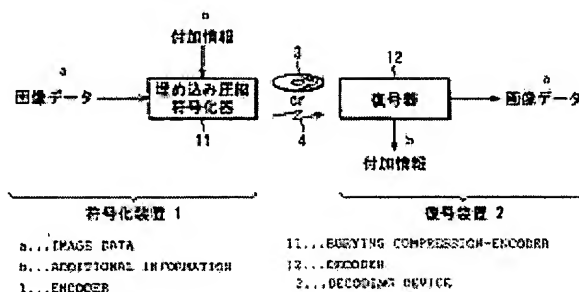 b
付加情報
a
画像データ
埋め込み圧縮
符号化器
11
3
or
4
12
復号器
a
画像データ
b
付加情報
符号化装置 1
復号装置 2
a...IMAGE DATA
b...ADDITIONAL INFORMATION
1...ENCODER
11...BURYING COMPRESSION-ENCODER
12...DECODER
2...DECODING DEVICE